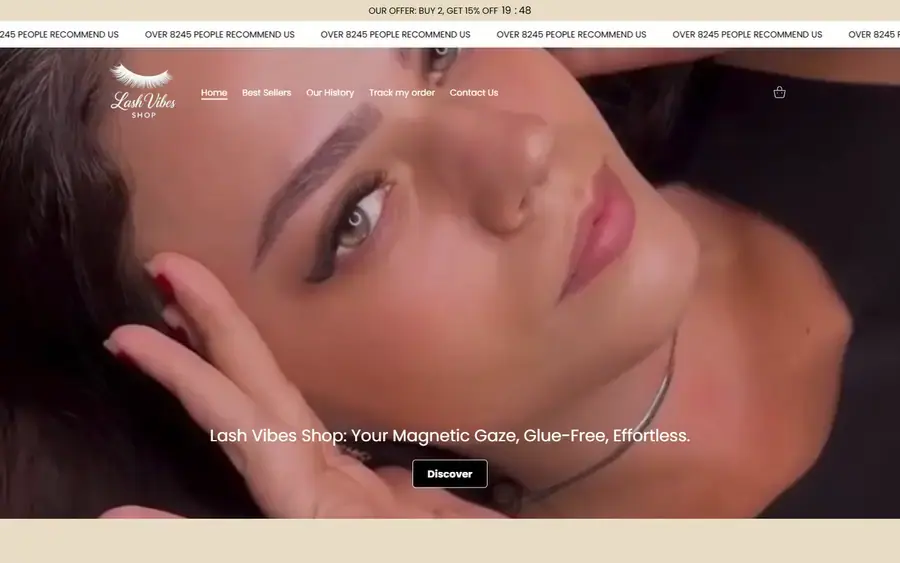 OUR OFFER: BUY 2, GET 15% OFF 19 : 48
245 PEOPLE RECOMMEND US OVER 8245 PEOPLE RECOMMEND US OVER 8245 PEOPLE RECOMMEND US OVER 8245 PEOPLE RECOMMEND US OVER 8245 PEOPLE RECOMMEND US OVER 8245
Lash Vibes
SHOP
Home Best Sellers Our History Track my order Contact Us
Lash Vibes Shop: Your Magnetic Gaze, Glue-Free, Effortless.
Discover